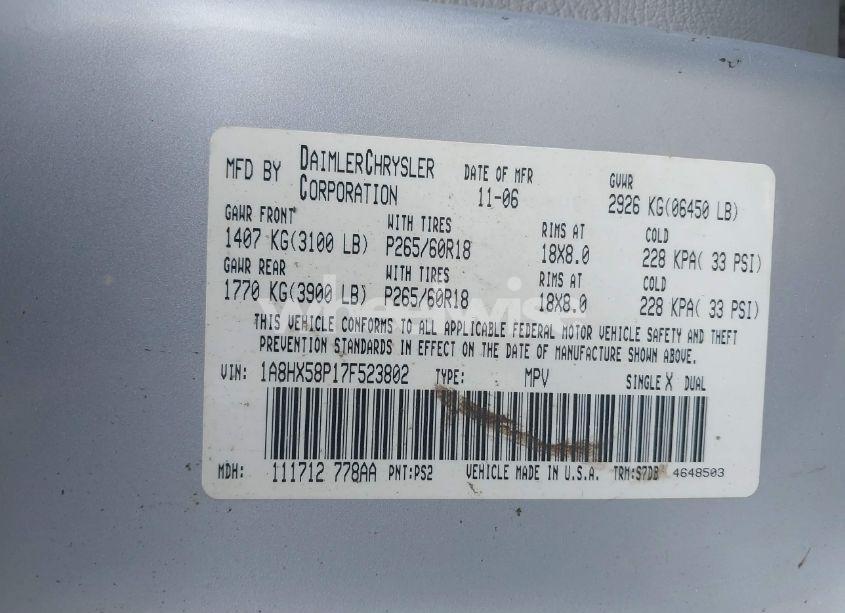 MFD BY DAIMLERCHRYSLER CORPORATION DATE OF MFR 11-06 GVWR 2926 KG(06450 LB)
GAWR FRONT WITH TIRES RIMS AT COLD
1407 KG(3100 LB) P265/60R18 18X8.0 228 KPA( 33 PSI)
GAWR REAR WITH TIRES RIMS AT COLD
1770 KG(3900 LB) P265/60R18 18X8.0 228 KPA( 33 PSI)
THIS VEHICLE CONFORMS TO ALL APPLICABLE FEDERAL MOTOR VEHICLE SAFETY AND THEFT
PREVENTION STANDARDS IN EFFECT ON THE DATE OF MANUFACTURE SHOWN ABOVE.
VIN: 1A8HX58P17F523802 TYPE: MPV SINGLE X DUAL
MDH: 111712 778AA PNT:PS2 VEHICLE MADE IN U.S.A. TRM:S7DB 4648503